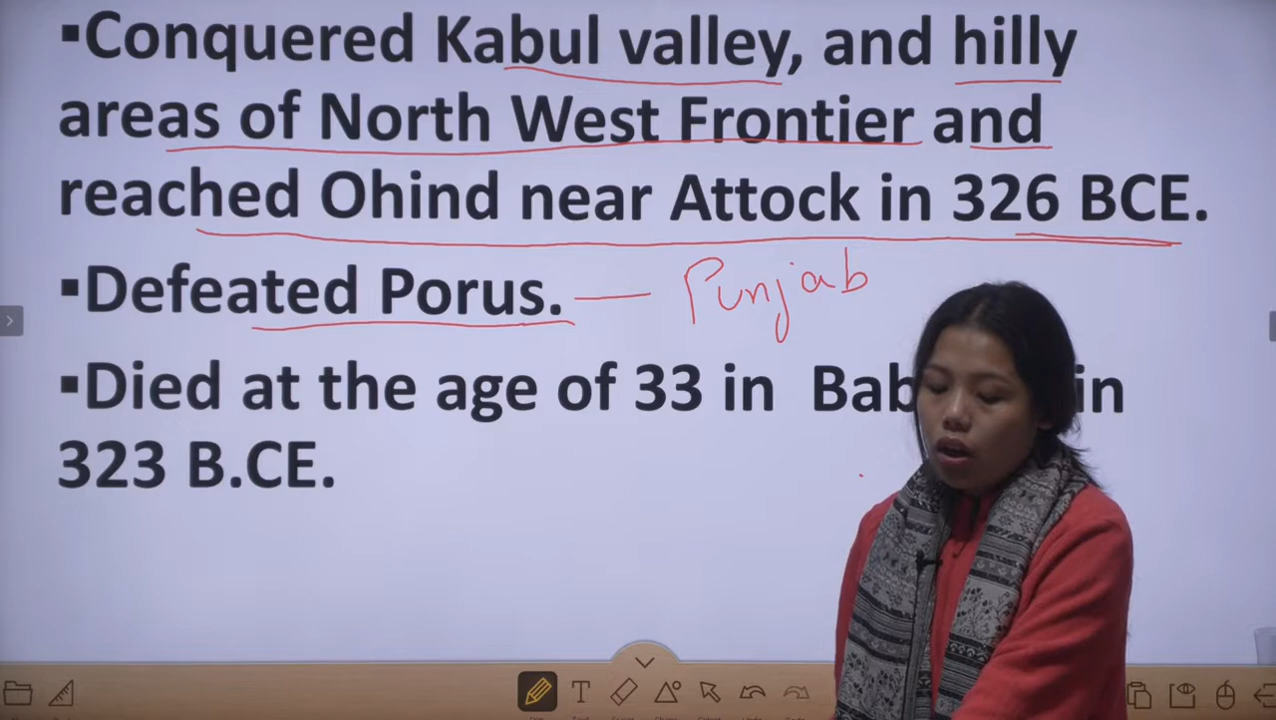 ▪Conquered Kabul valley, and hilly
areas of North West Frontier and
reached Ohind near Attock in 326 BCE.
▪Defeated Porus. — Punjab
▪Died at the age of 33 in Bab in
323 B.CE.
T